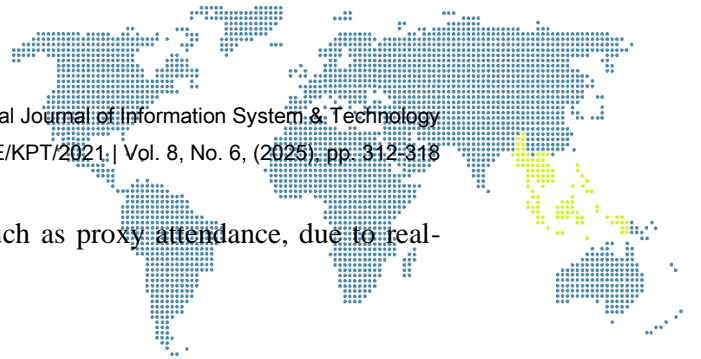 al Journal of Information System & Technology
E/KPT/2021 | Vol. 8, No. 6, (2025), pp. 312-318
uch as proxy attendance, due to real-